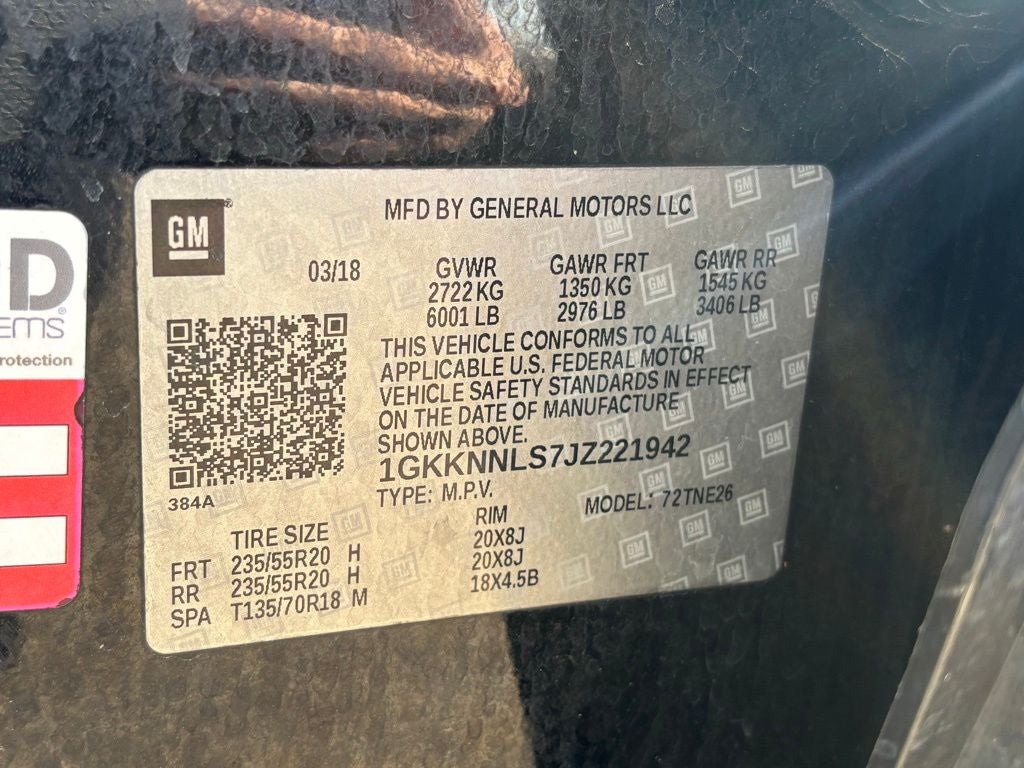 D
EMS
rotection
GM
MFD BY GENERAL MOTORS LLC
03/18
GVWR GAWR FRT GAWR RR
2722 KG 1350 KG 1545 KG
6001 LB 2976 LB 3406 LB
THIS VEHICLE CONFORMS TO ALL
APPLICABLE U.S. FEDERAL MOTOR
VEHICLE SAFETY STANDARDS IN EFFECT
ON THE DATE OF MANUFACTURE
SHOWN ABOVE.
1GKKNNLS7JZ221942
384A
TYPE: M.P.V. MODEL: 72TNE26
TIRE SIZE RIM
FRT 235/55R20 H 20X8J
RR 235/55R20 H 20X8J
SPA T135/70R18 M 18X4.5B